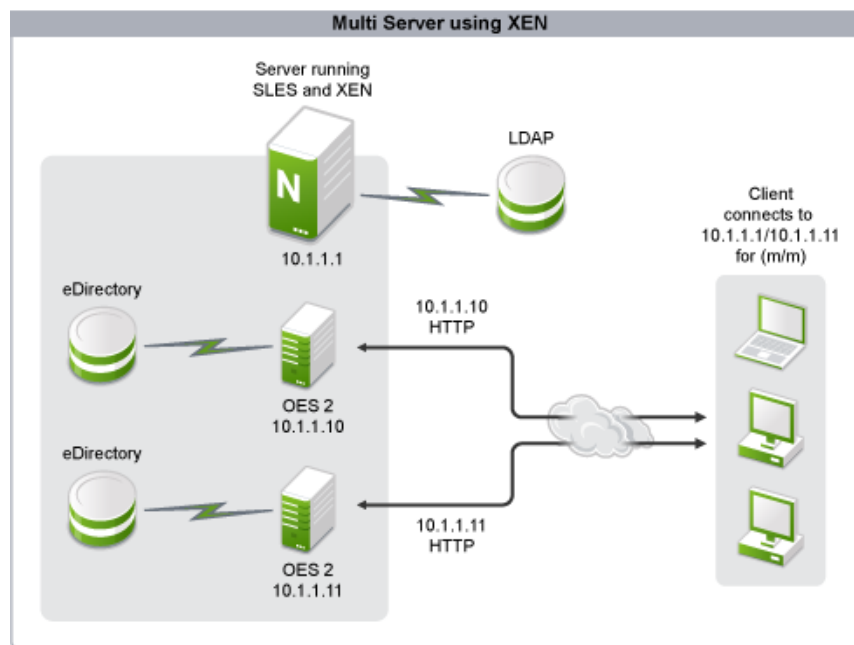 Multi Server using XEN
Server running
SLES and XEN
N
10.1.1.1
LDAP
Client
connects to
10.1.1.1/10.1.1.11
for (m/m)
eDirectory
OES 2
10.1.1.10
10.1.1.10
HTTP
eDirectory
OES 2
10.1.1.11
10.1.1.11
HTTP